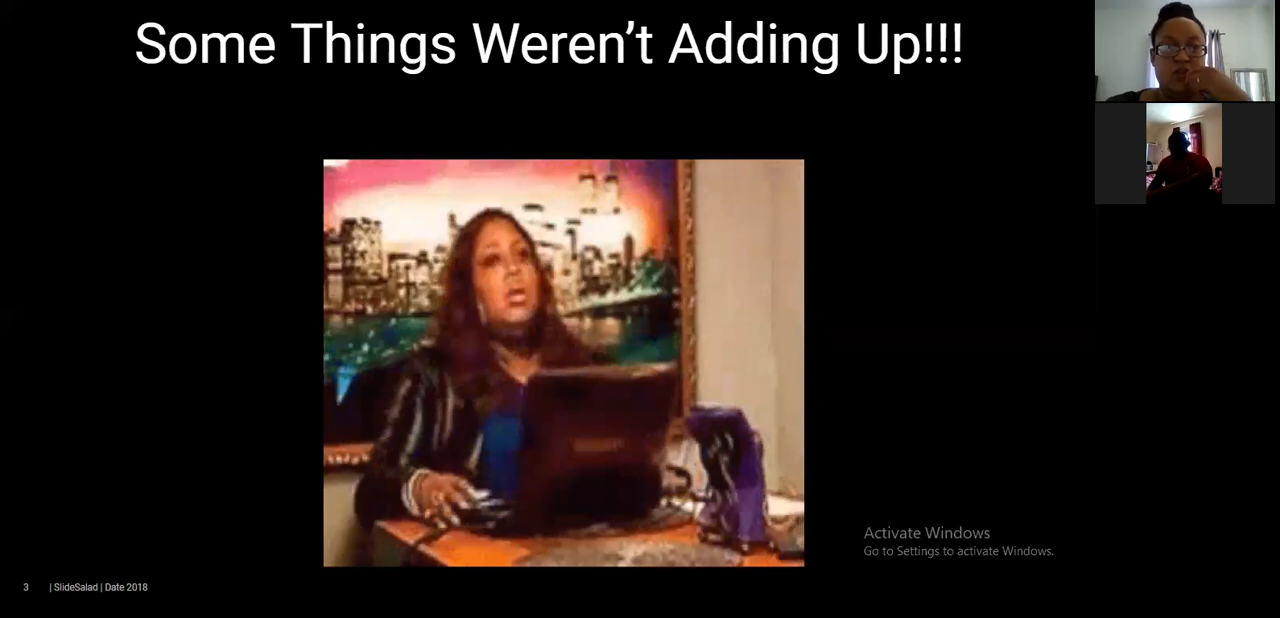 Some Things Weren't Adding Up!!!
Activate Windows
Go to Settings to activate Windows.
3 | SlideSalad | Date 2018